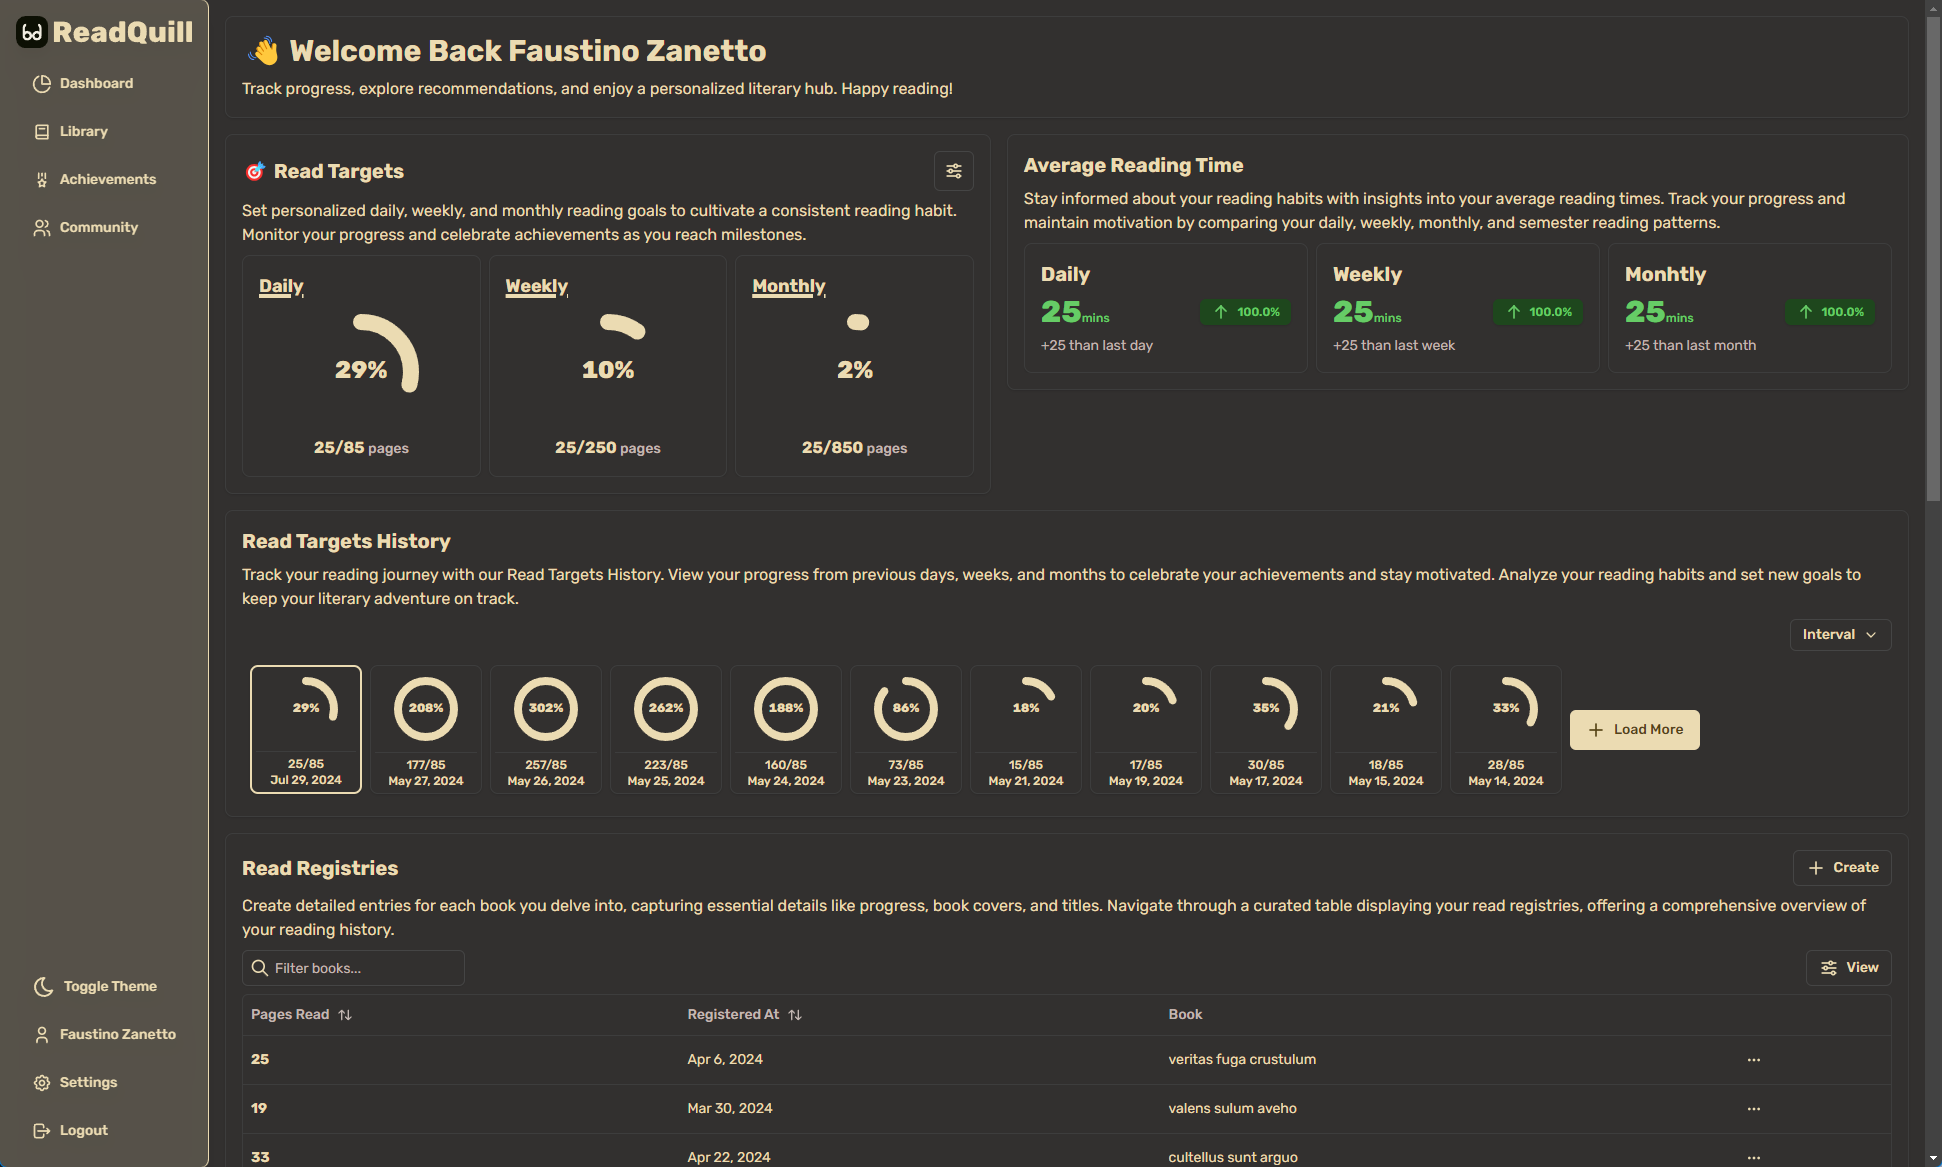 bd ReadQuill
Dashboard
Library
Achievements
Community
Toggle Theme
Faustino Zanetto
Settings
Logout
👋 Welcome Back Faustino Zanetto
Track progress, explore recommendations, and enjoy a personalized literary hub. Happy reading!
🎯 Read Targets
Set personalized daily, weekly, and monthly reading goals to cultivate a consistent reading habit.
Monitor your progress and celebrate achievements as you reach milestones.
Daily
29%
25/85 pages
Weekly
10%
25/250 pages
Monthly
2%
25/850 pages
Average Reading Time
Stay informed about your reading habits with insights into your average reading times. Track your progress and
maintain motivation by comparing your daily, weekly, monthly, and semester reading patterns.
Daily
25mins ↑ 100.0%
+25 than last day
Weekly
25mins ↑ 100.0%
+25 than last week
Monhtly
25mins ↑ 100.0%
+25 than last month
Read Targets History
Track your reading journey with our Read Targets History. View your progress from previous days, weeks, and months to celebrate your achievements and stay motivated. Analyze your reading habits and set new goals to
keep your literary adventure on track.
Interval
29%
25/85
Jul 29, 2024
208%
177/85
May 27, 2024
302%
257/85
May 26, 2024
262%
223/85
May 25, 2024
188%
160/85
May 24, 2024
86%
73/85
May 23, 2024
18%
15/85
May 21, 2024
20%
17/85
May 19, 2024
35%
30/85
May 17, 2024
21%
18/85
May 15, 2024
33%
28/85
May 14, 2024
+ Load More
Read Registries
+ Create
Create detailed entries for each book you delve into, capturing essential details like progress, book covers, and titles. Navigate through a curated table displaying your read registries, offering a comprehensive overview of
your reading history.
Filter books...
View
Pages Read Registered At Book
25 Apr 6, 2024 veritas fuga crustulum ...
19 Mar 30, 2024 valens sulum aveho ...
33 Apr 22, 2024 cultellus sunt arguo ...